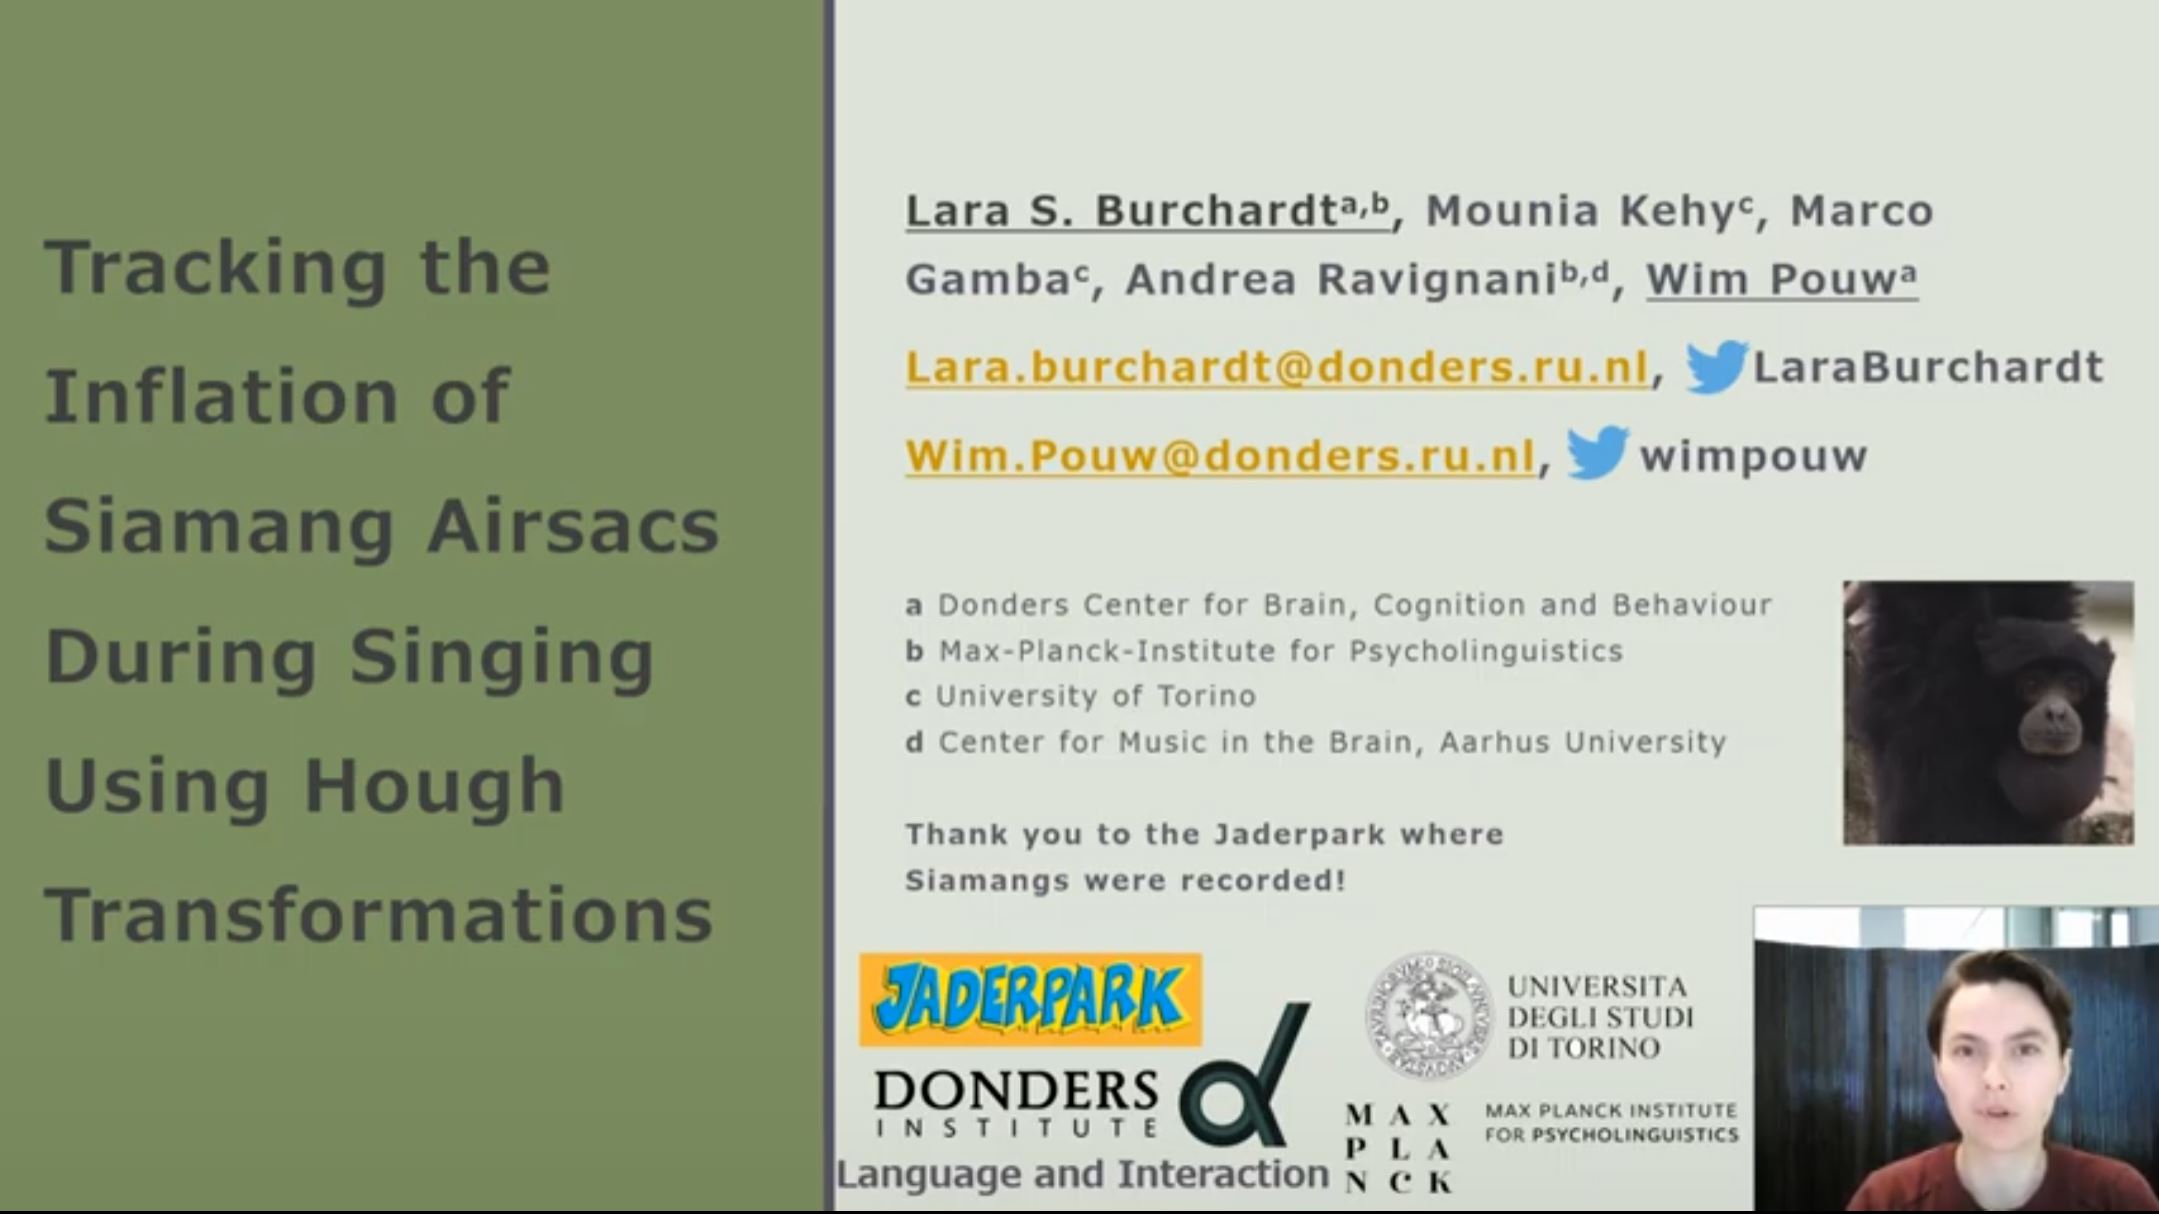 Tracking the
Inflation of
Siamang Airsacs
During Singing
Using Hough
Transformations
Lara S. Burchardtᵃ,ᵇ, Mounia Kehyᶜ, Marco
Gambaᶜ, Andrea Ravignaniᵇ,ᵈ, Wim Pouwᵃ
Lara.burchardt@donders.ru.nl, LaraBurchardt
Wim.Pouw@donders.ru.nl, wimpouw
a Donders Center for Brain, Cognition and Behaviour
b Max-Planck-Institute for Psycholinguistics
c University of Torino
d Center for Music in the Brain, Aarhus University
Thank you to the Jaderpark where
Siamangs were recorded!
JADERPARK
DONDERS
INSTITUTE
Language and Interaction
UNIVERSITA
DEGLI STUDI
DI TORINO
MAX
PLA
NCK
MAX PLANCK INSTITUTE
FOR PSYCHOLINGUISTICS